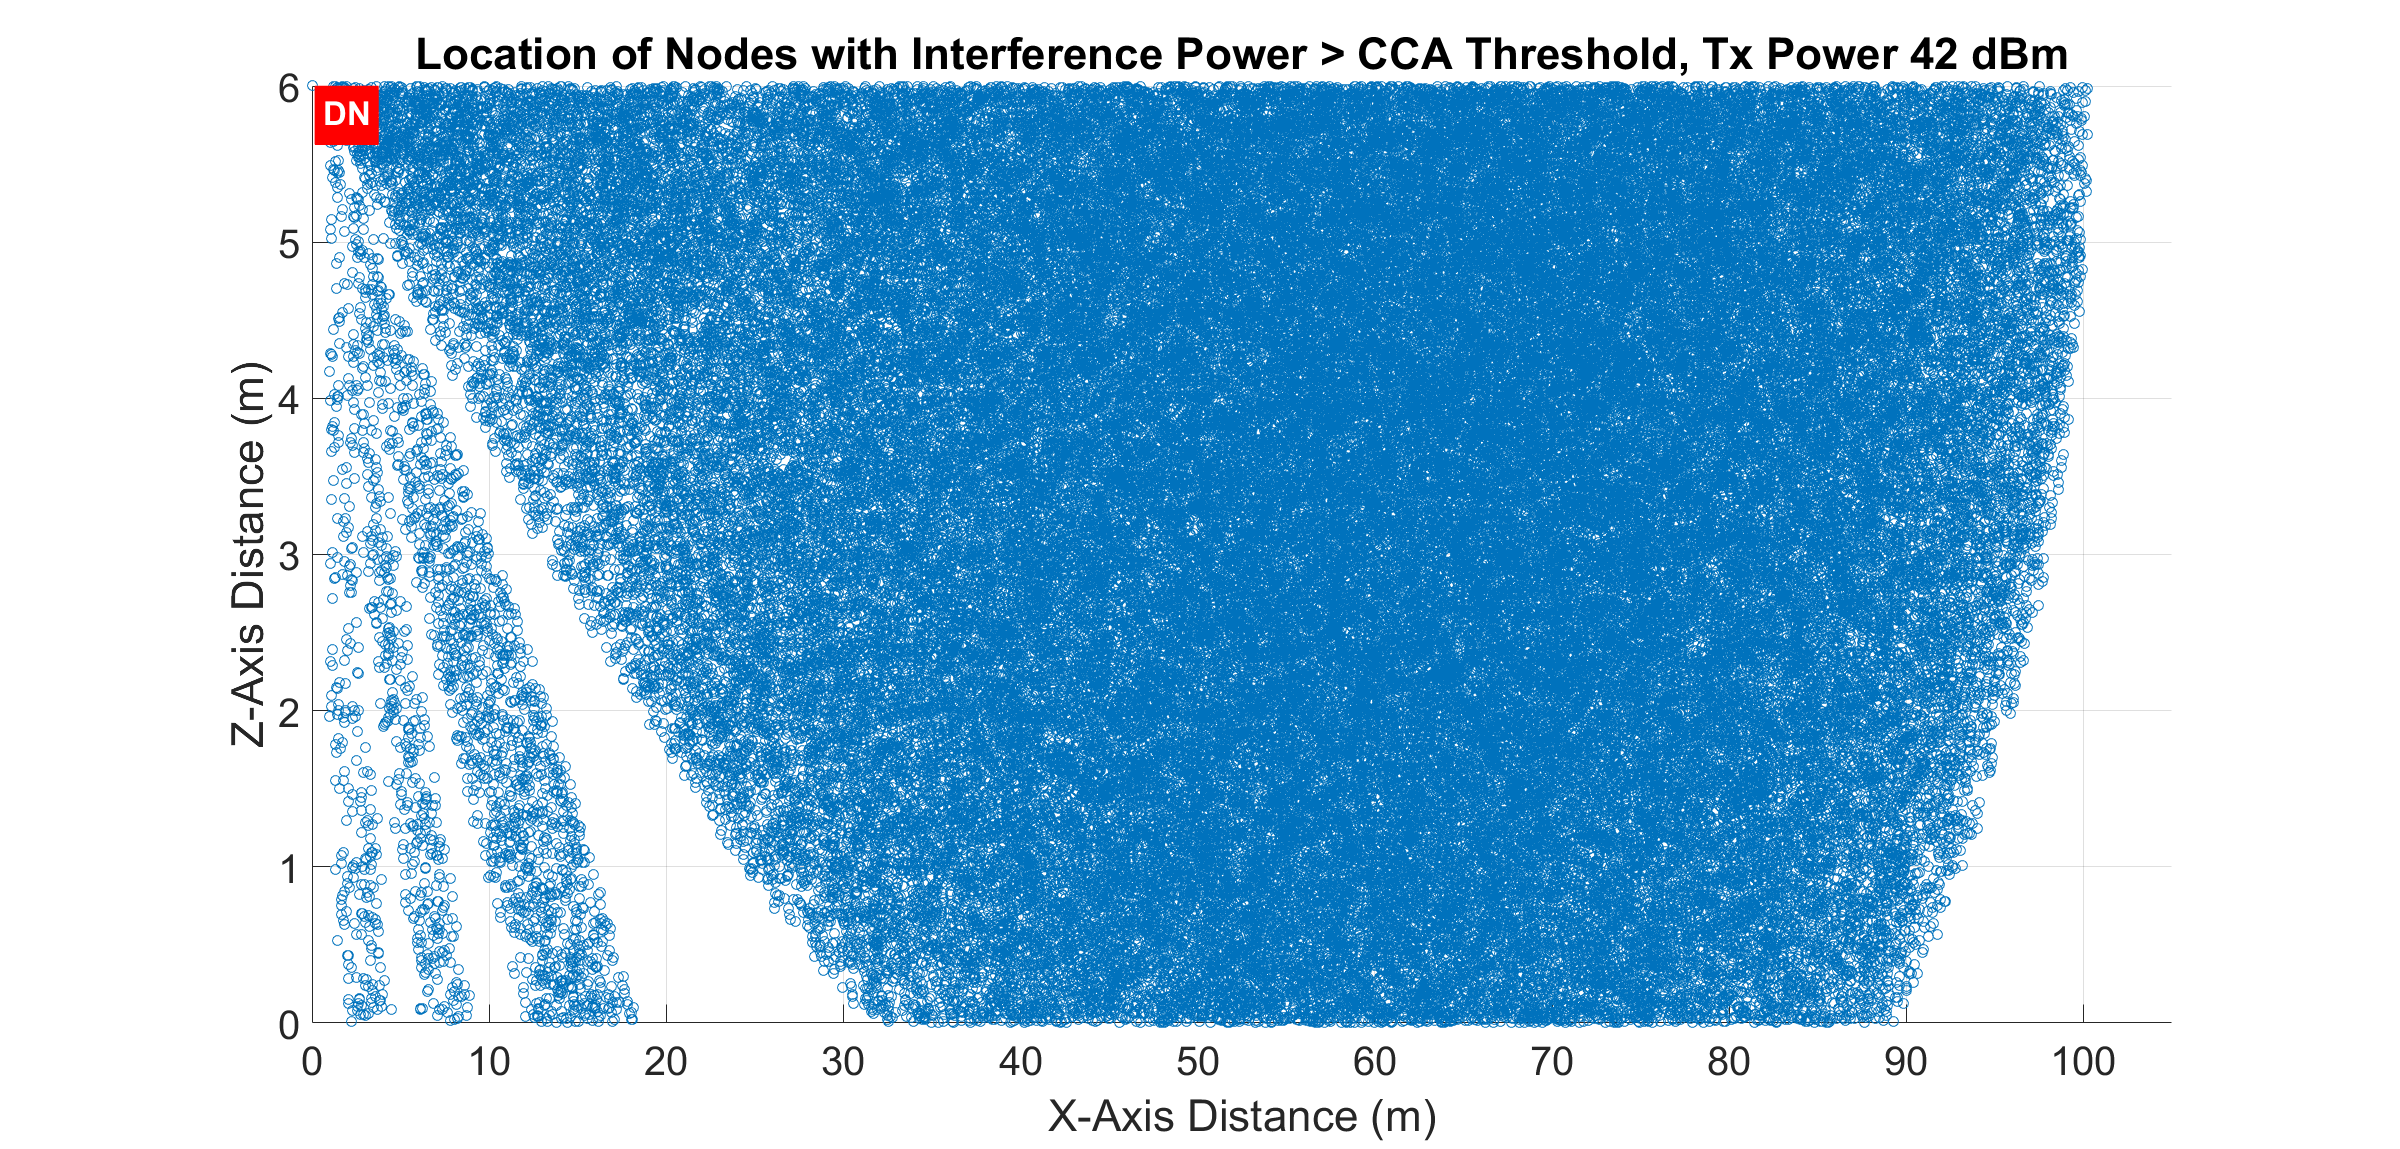 Location of Nodes with Interference Power > CCA Threshold, Tx Power 42 dBm
DN
Z-Axis Distance (m)
6
5
4
3
2
1
0
0 10 20 30 40 50 60 70 80 90 100
X-Axis Distance (m)